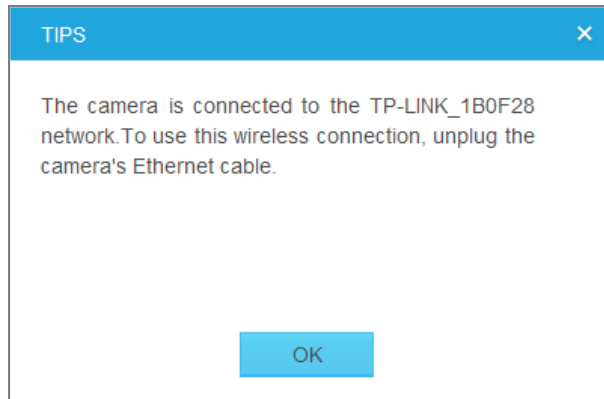 TIPS
The camera is connected to the TP-LINK_1B0F28
network.To use this wireless connection, unplug the
camera's Ethernet cable.
OK